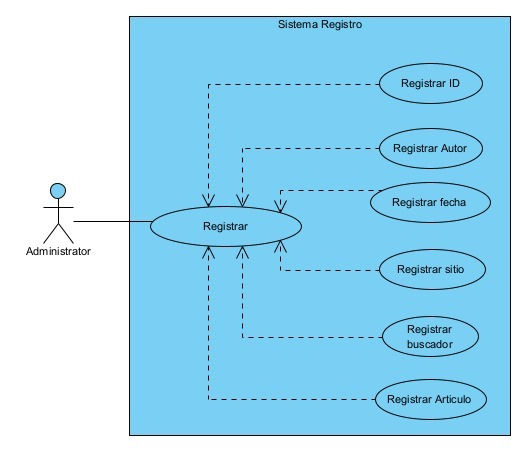 Sistema Registro
Registrar ID
Registrar Autor
Registrar fecha
Registrar
Administrator
Registrar sitio
Registrar
buscador
Registrar Articulo